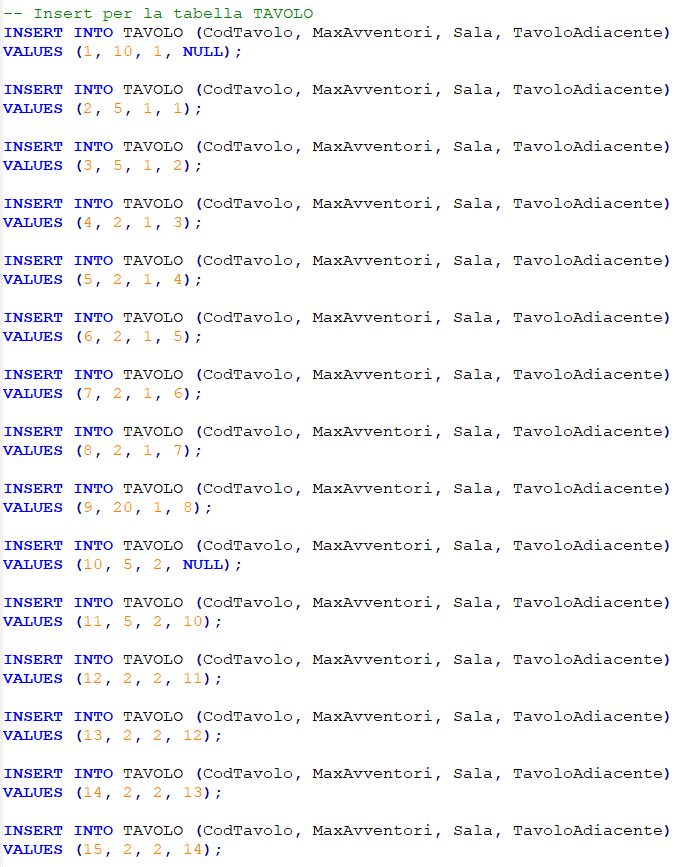 -- Insert per la tabella TAVOLO
INSERT INTO TAVOLO (CodTavolo, MaxAvventori, Sala, TavoloAdiacente)
VALUES (1, 10, 1, NULL);
INSERT INTO TAVOLO (CodTavolo, MaxAvventori, Sala, TavoloAdiacente)
VALUES (2, 5, 1, 1);
INSERT INTO TAVOLO (CodTavolo, MaxAvventori, Sala, TavoloAdiacente)
VALUES (3, 5, 1, 2);
INSERT INTO TAVOLO (CodTavolo, MaxAvventori, Sala, TavoloAdiacente)
VALUES (4, 2, 1, 3);
INSERT INTO TAVOLO (CodTavolo, MaxAvventori, Sala, TavoloAdiacente)
VALUES (5, 2, 1, 4);
INSERT INTO TAVOLO (CodTavolo, MaxAvventori, Sala, TavoloAdiacente)
VALUES (6, 2, 1, 5);
INSERT INTO TAVOLO (CodTavolo, MaxAvventori, Sala, TavoloAdiacente)
VALUES (7, 2, 1, 6);
INSERT INTO TAVOLO (CodTavolo, MaxAvventori, Sala, TavoloAdiacente)
VALUES (8, 2, 1, 7);
INSERT INTO TAVOLO (CodTavolo, MaxAvventori, Sala, TavoloAdiacente)
VALUES (9, 20, 1, 8);
INSERT INTO TAVOLO (CodTavolo, MaxAvventori, Sala, TavoloAdiacente)
VALUES (10, 5, 2, NULL);
INSERT INTO TAVOLO (CodTavolo, MaxAvventori, Sala, TavoloAdiacente)
VALUES (11, 5, 2, 10);
INSERT INTO TAVOLO (CodTavolo, MaxAvventori, Sala, TavoloAdiacente)
VALUES (12, 2, 2, 11);
INSERT INTO TAVOLO (CodTavolo, MaxAvventori, Sala, TavoloAdiacente)
VALUES (13, 2, 2, 12);
INSERT INTO TAVOLO (CodTavolo, MaxAvventori, Sala, TavoloAdiacente)
VALUES (14, 2, 2, 13);
INSERT INTO TAVOLO (CodTavolo, MaxAvventori, Sala, TavoloAdiacente)
VALUES (15, 2, 2, 14);